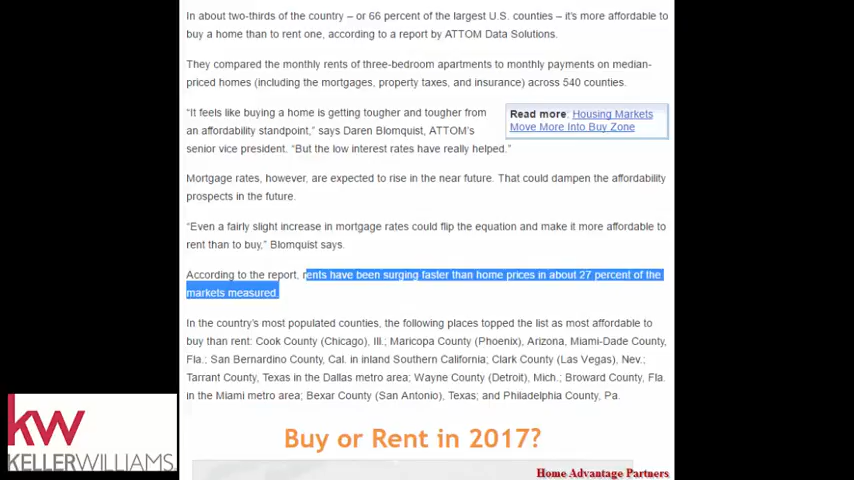 In about two-thirds of the country – or 66 percent of the largest U.S. counties – it's more affordable to
buy a home than to rent one, according to a report by ATTOM Data Solutions.
They compared the monthly rents of three-bedroom apartments to monthly payments on median-
priced homes (including the mortgages, property taxes, and insurance) across 540 counties.
“It feels like buying a home is getting tougher and tougher from
an affordability standpoint,” says Daren Blomquist, ATTOM's
senior vice president. “But the low interest rates have really helped.”
Read more: Housing Markets
Move More Into Buy Zone
Mortgage rates, however, are expected to rise in the near future. That could dampen the affordability
prospects in the future.
“Even a fairly slight increase in mortgage rates could flip the equation and make it more affordable to
rent than to buy,” Blomquist says.
According to the report, rents have been surging faster than home prices in about 27 percent of the
markets measured.
In the country's most populated counties, the following places topped the list as most affordable to
buy than rent: Cook County (Chicago), Ill.; Maricopa County (Phoenix), Arizona, Miami-Dade County,
Fla.; San Bernardino County, Cal. in inland Southern California; Clark County (Las Vegas), Nev.;
Tarrant County, Texas in the Dallas metro area; Wayne County (Detroit), Mich.; Broward County, Fla.
in the Miami metro area; Bexar County (San Antonio), Texas; and Philadelphia County, Pa.
Buy or Rent in 2017?
kw
KELLERWILLIAMS.
Home Advantage Partners